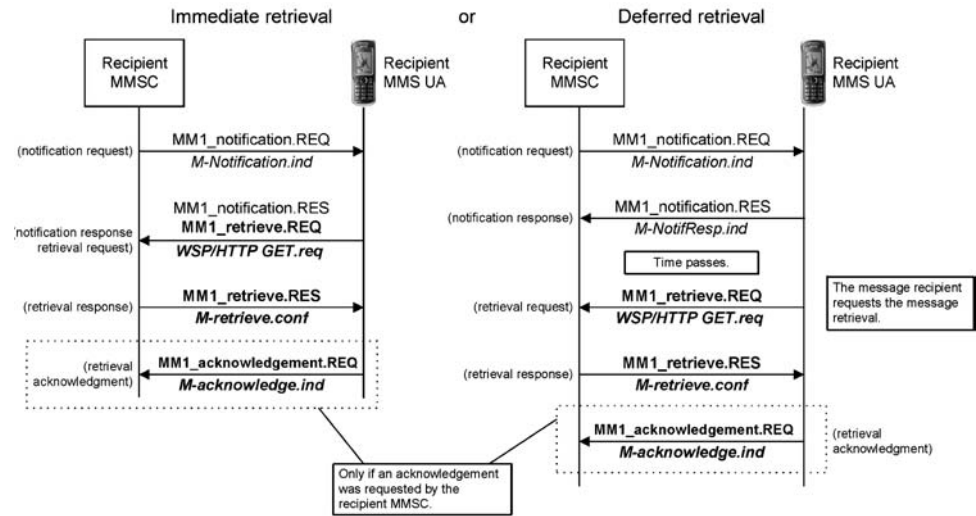 Immediate retrieval or Deferred retrieval
Recipient
MMSC
Recipient
MMS UA
(notification request)
MM1_notification.REQ
M-Notification.ind
(notification response
retrieval request)
MM1_notification.RES
MM1_retrieve.REQ
WSP/HTTP GET.req
(retrieval response)
MM1_retrieve.RES
M-retrieve.conf
(retrieval
acknowledgment)
MM1_acknowledgement.REQ
M-acknowledge.ind
Recipient
MMSC
Recipient
MMS UA
(notification request)
MM1_notification.REQ
M-Notification.ind
(notification response)
MM1_notification.RES
M-NotifResp.ind
Time passes.
(retrieval request)
MM1_retrieve.REQ
WSP/HTTP GET.req
The message recipient
requests the message
retrieval.
(retrieval response)
MM1_retrieve.RES
M-retrieve.conf
MM1_acknowledgement.REQ
M-acknowledge.ind
(retrieval
acknowledgment)
Only if an acknowledgement
was requested by the
recipient MMSC.